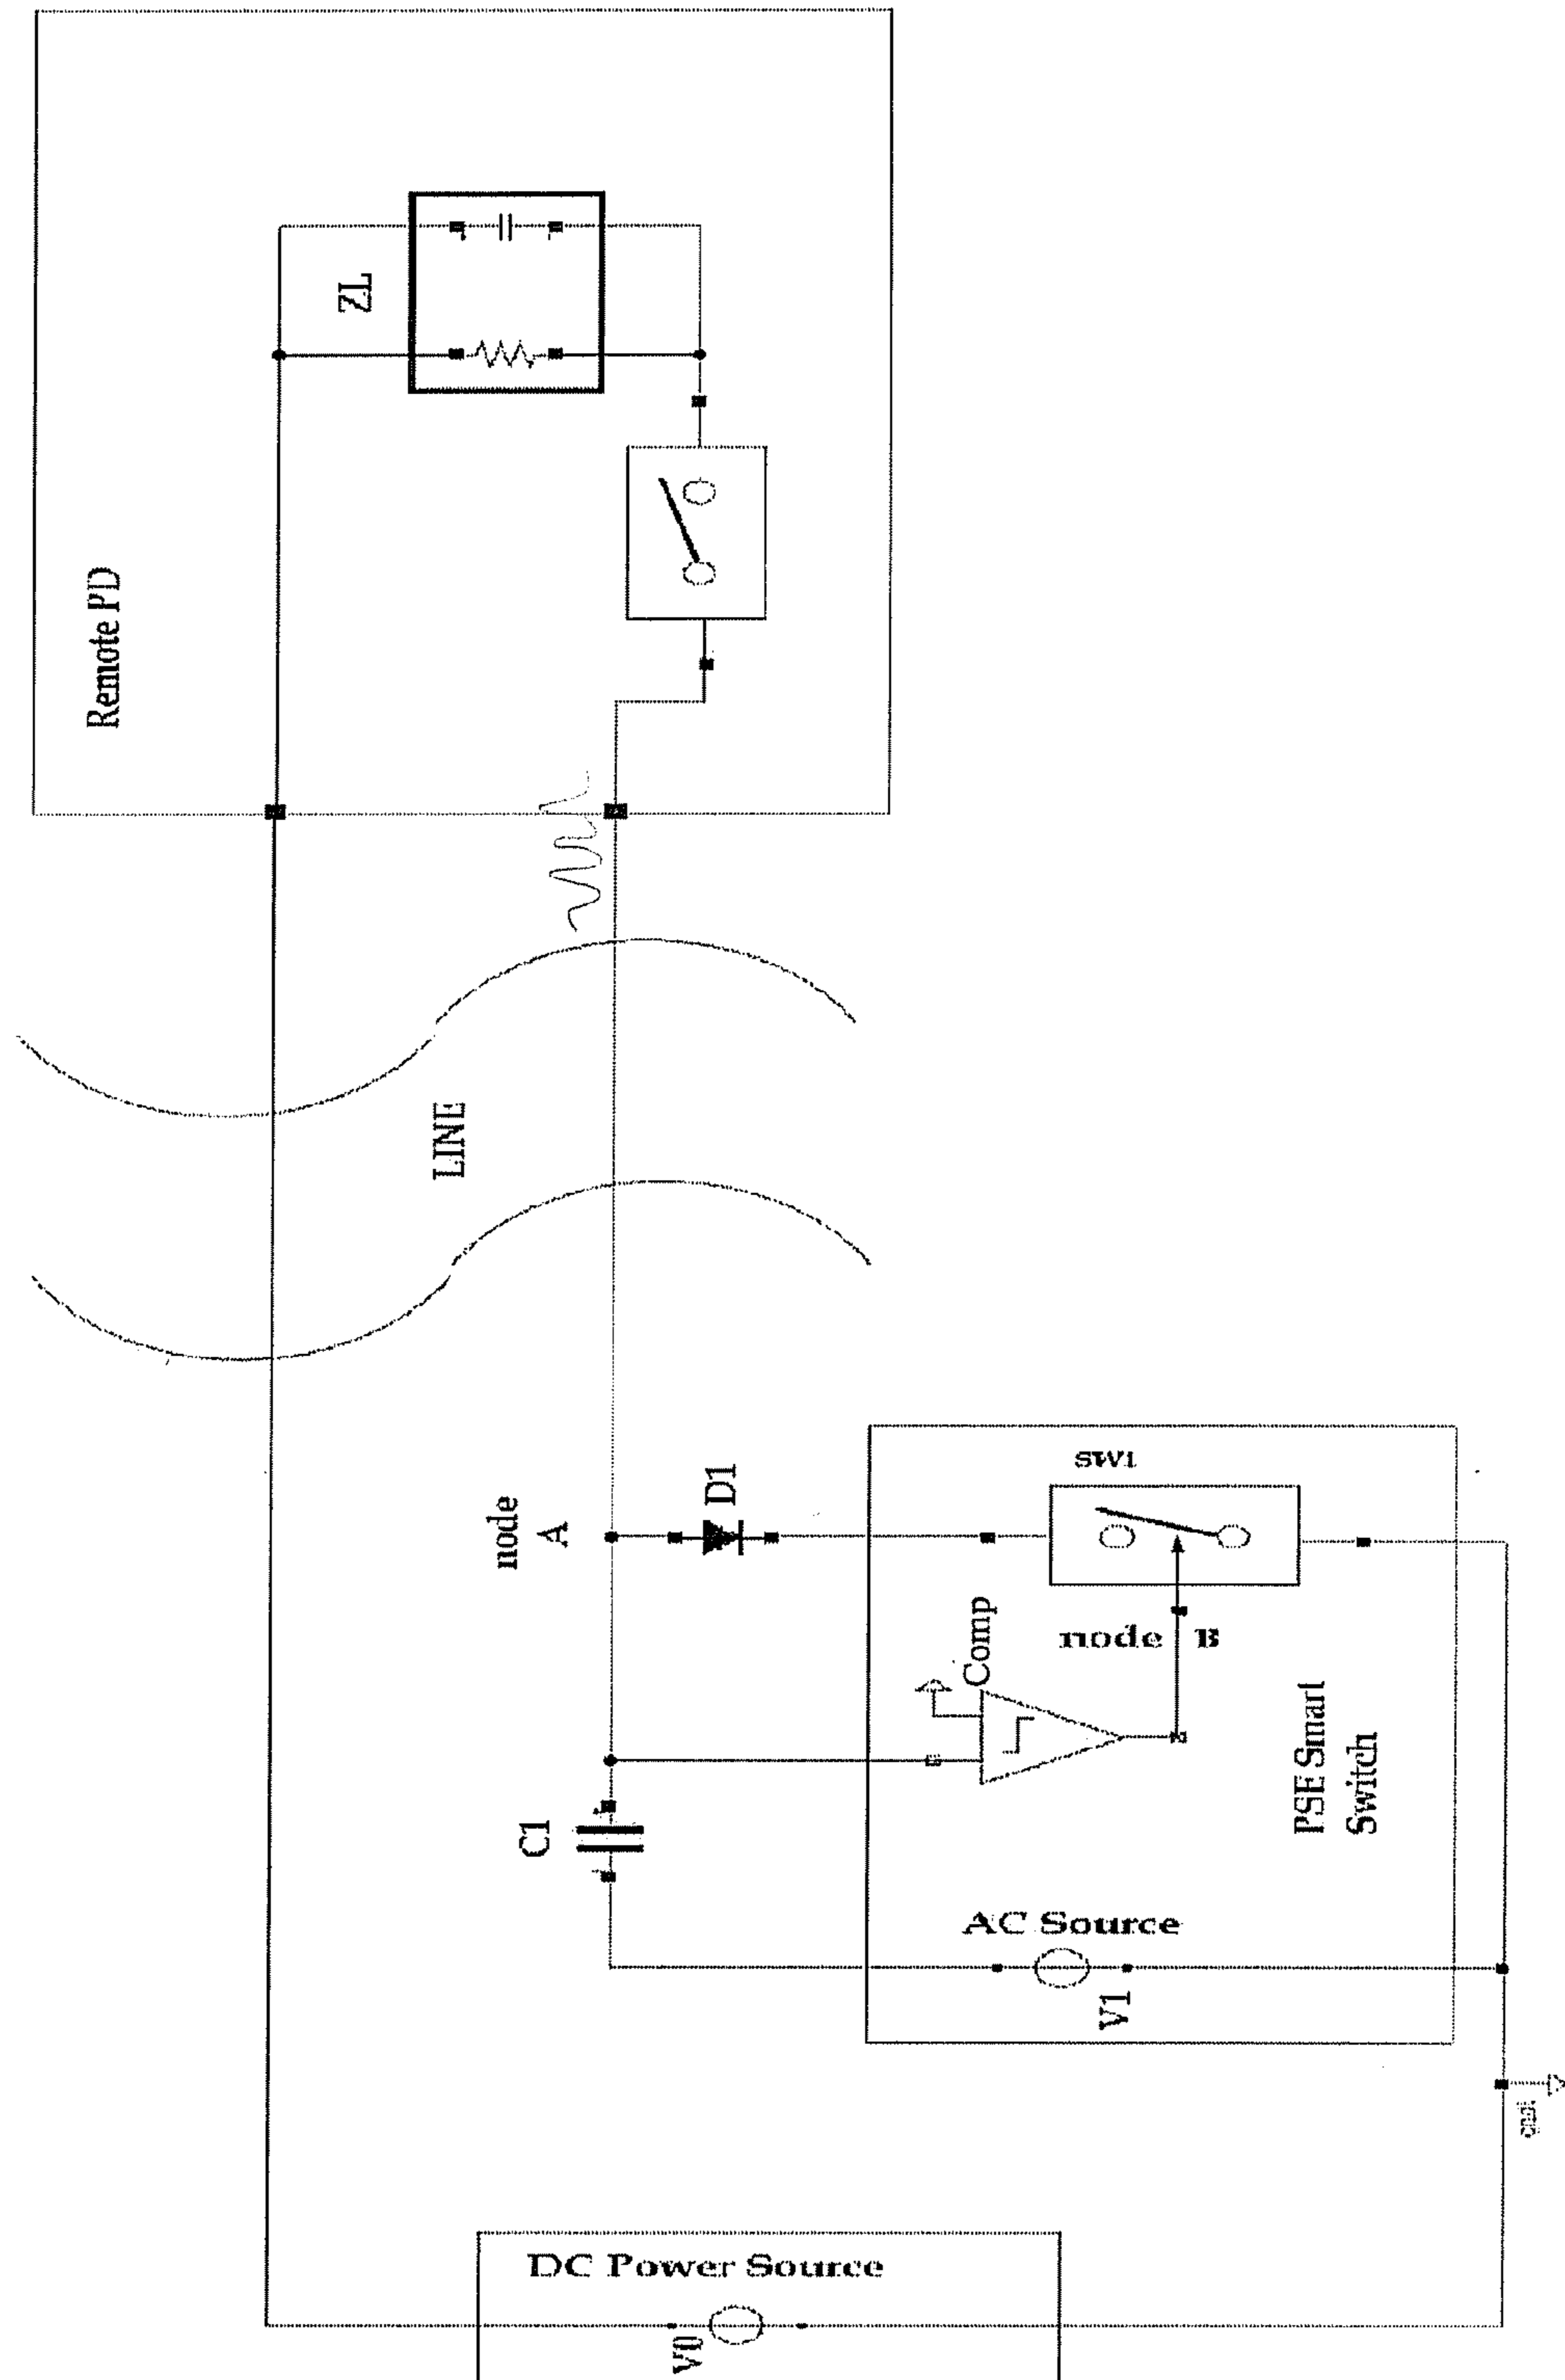 Remote PD
ZL
LINE
node
A
D1
SW1
Comp
node B
C1
PSE Smart
Switch
AC Source
V1
DC Power Source
V0